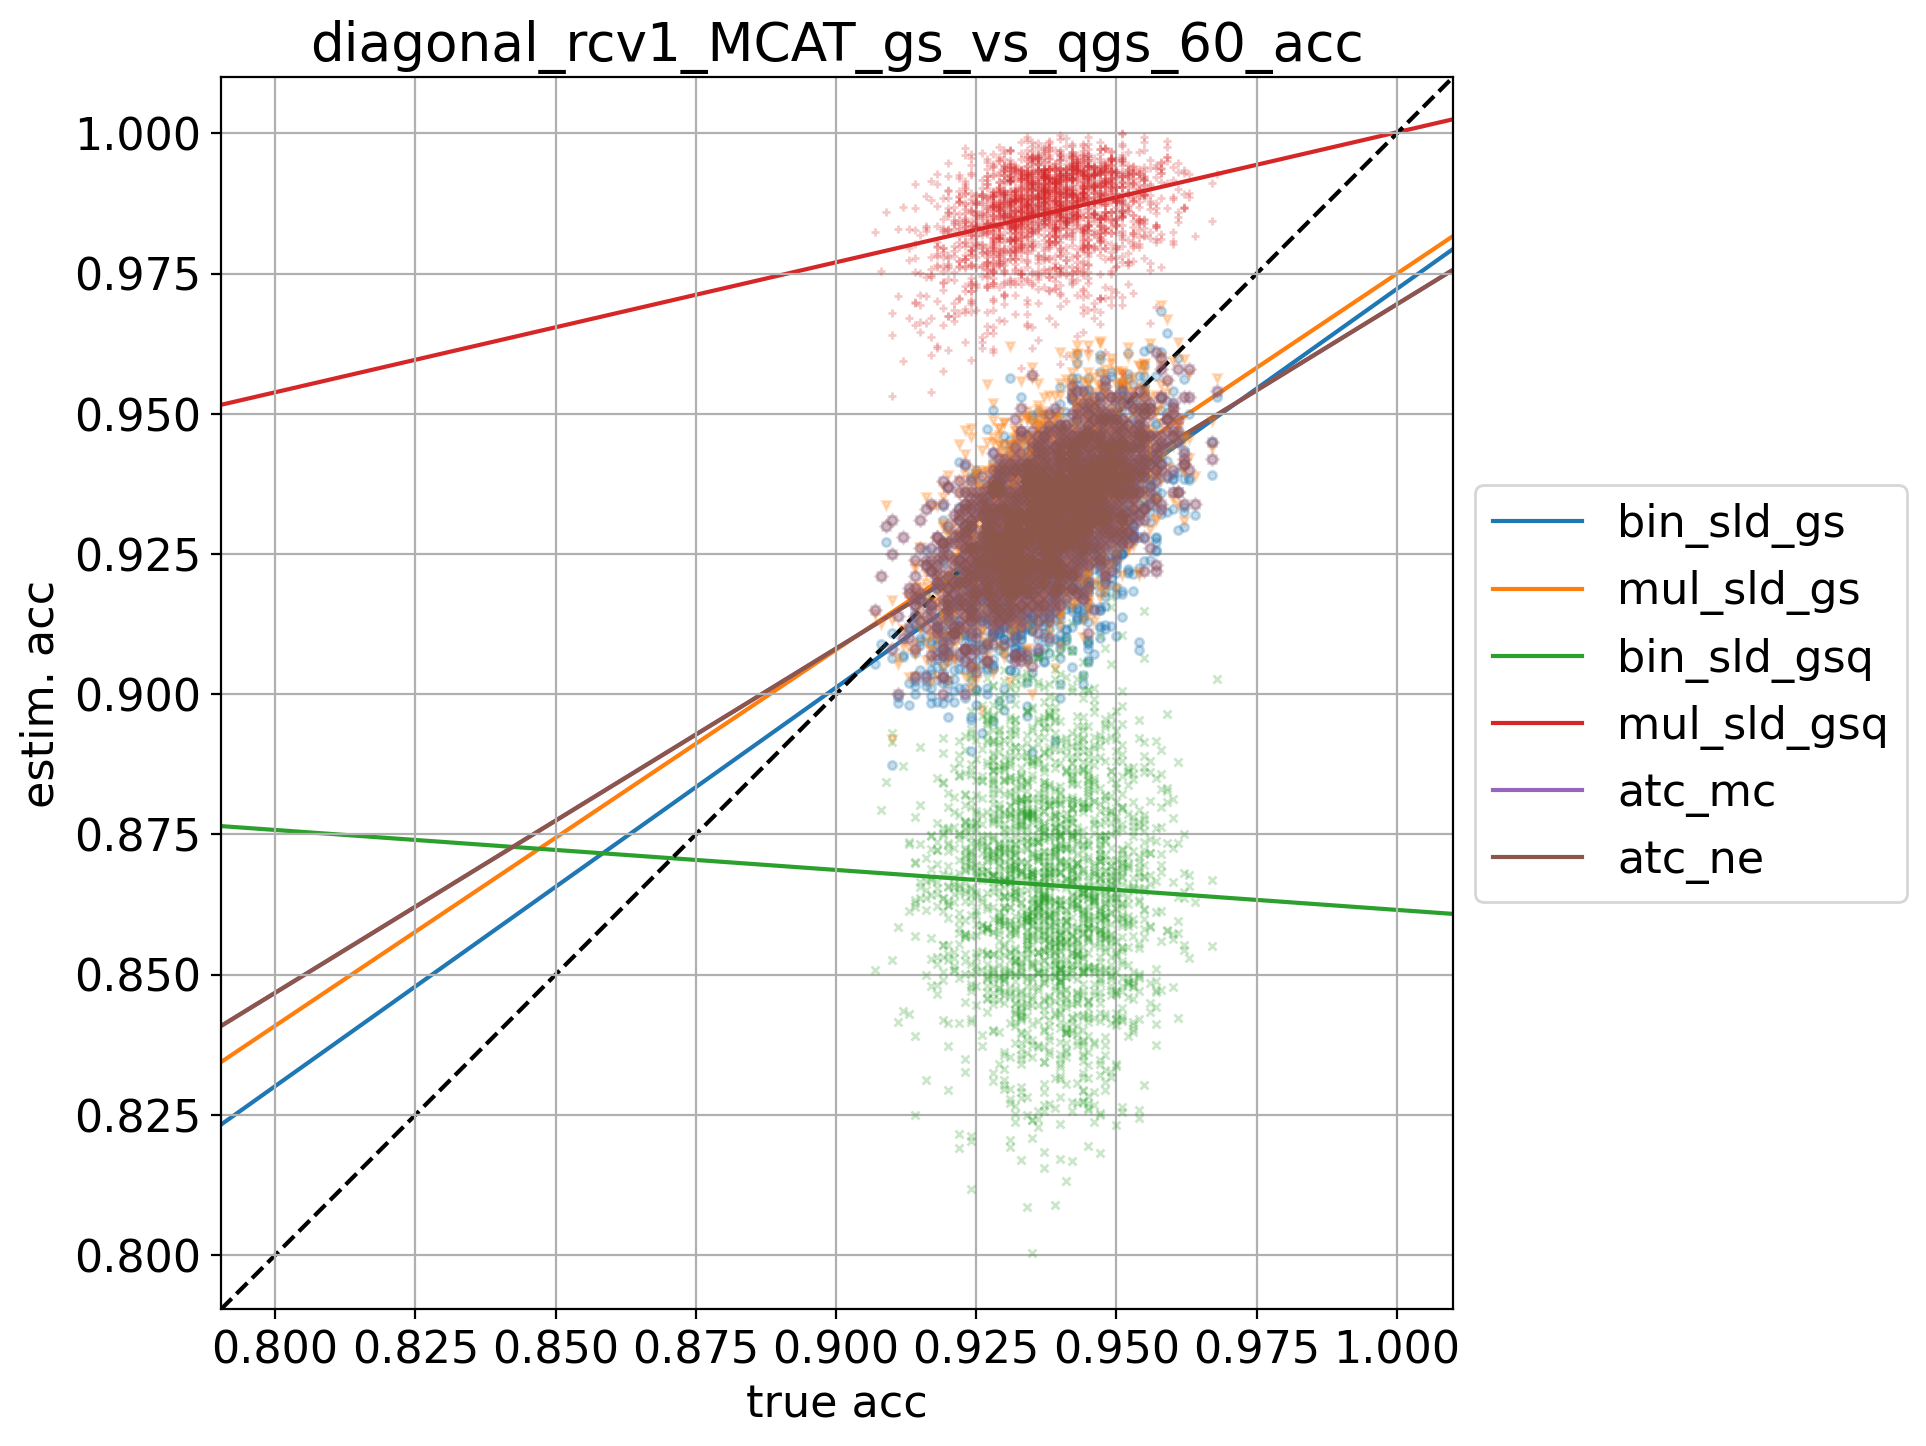 diagonal_rcv1_MCAT_gs_vs_qgs_60_acc
1.000
0.975
0.950
0.925
0.900
0.875
0.850
0.825
0.800
estim. acc
0.800 0.825 0.850 0.875 0.900 0.925 0.950 0.975 1.000
true acc
bin_sld_gs
mul_sld_gs
bin_sld_gsq
mul_sld_gsq
atc_mc
atc_ne